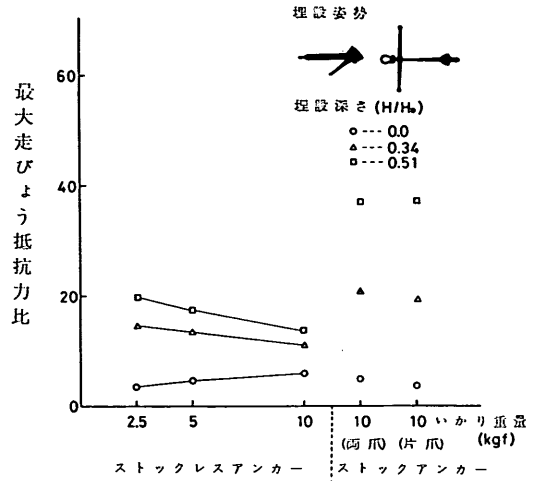 埋設姿勢
埋設深さ (H/H₀)
○--- 0.0
△--- 0.34
□--- 0.51
最大走びょう抵抗力比
60
40
20
0
2.5 5 10 10 10 いかり重量
(両爪) (片爪) (kgf)
ストックレスアンカー ストックアンカー